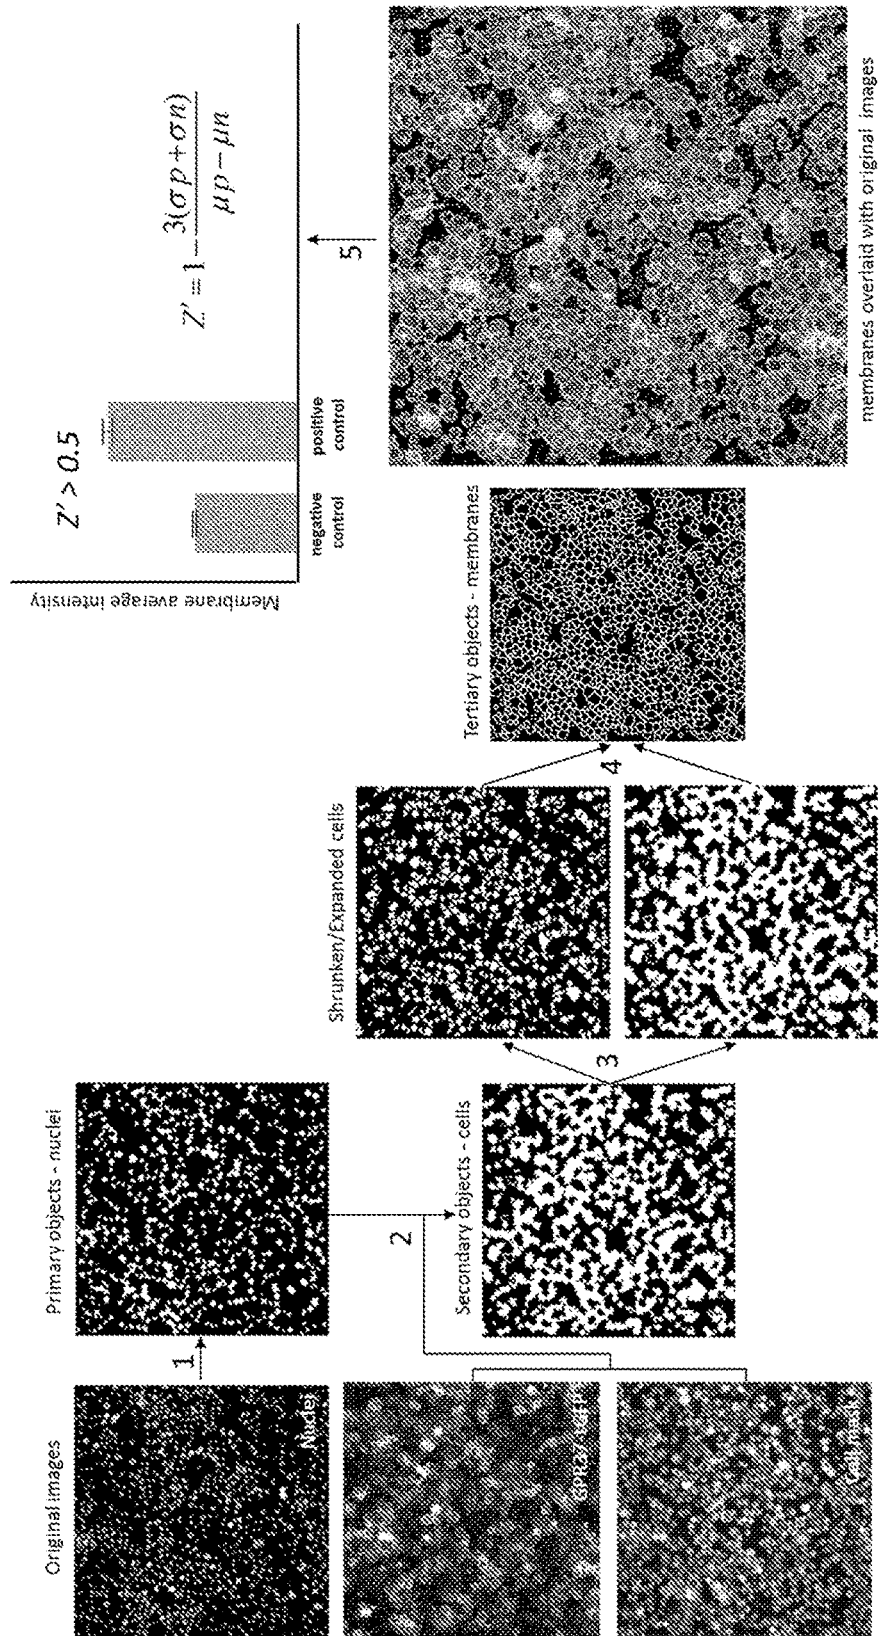 Original images
Nuclei
Cell mask
1
Primary objects - nuclei
2
Secondary objects - cells
3
Shrunken/Expanded cells
4
Tertiary objects - membranes
membranes overlaid with original images
5
Membrane average intensity
negative
control
positive
control
Z' > 0.5
Z' = 1 - 3(σp + σn) / μp - μn